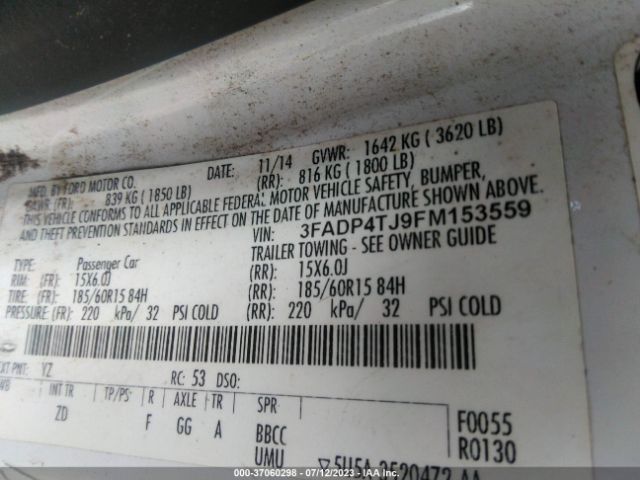 MFD. BY FORD MOTOR CO. DATE: 11/14 GVWR: 1642 KG ( 3620 LB)
GAWR: (FR): 839 KG ( 1850 LB) (RR): 816 KG ( 1800 LB)
THIS VEHICLE CONFORMS TO ALL APPLICABLE FEDERAL MOTOR VEHICLE SAFETY, BUMPER,
AND THEFT PREVENTION STANDARDS IN EFFECT ON THE DATE OF MANUFACTURE SHOWN ABOVE.
VIN: 3FADP4TJ9FM153559
TYPE: Passenger Car TRAILER TOWING - SEE OWNER GUIDE
RIM: (FR): 15X6.0J (RR): 15X6.0J
TIRE: (FR): 185/60R15 84H (RR): 185/60R15 84H
PRESSURE: (FR): 220 kPa/ 32 PSI COLD (RR): 220 kPa/ 32 PSI COLD
EXT PNT: YZ RC: 53 DSO:
WB INT TR TP/PS R AXLE TR SPR F0055
ZD F GG A BBCC R0130
UMU
000-37060298 - 07/12/2023 - IAAI.com